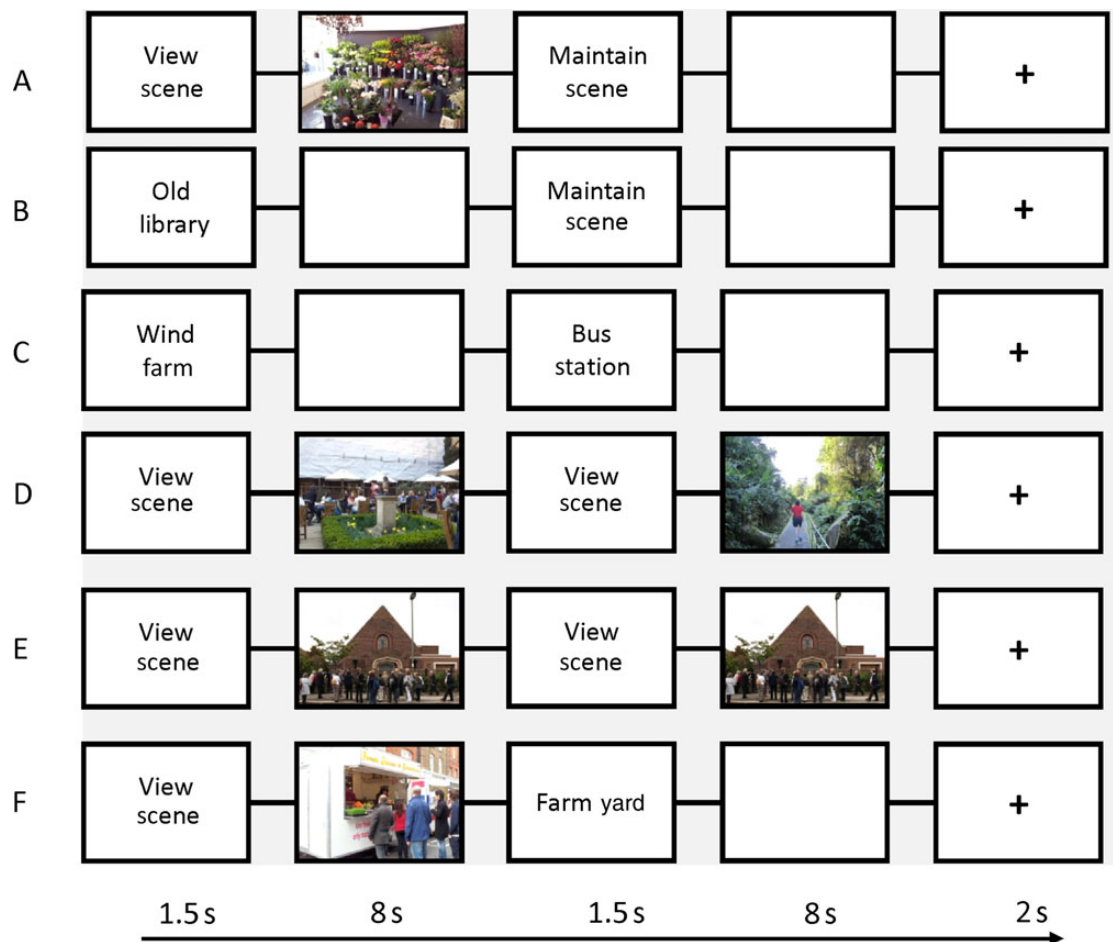 A
View
scene
Maintain
scene
+
B
Old
library
Maintain
scene
+
C
Wind
farm
Bus
station
+
D
View
scene
View
scene
+
E
View
scene
View
scene
+
F
View
scene
Farm yard
+
1.5 s
8 s
1.5 s
8 s
2 s